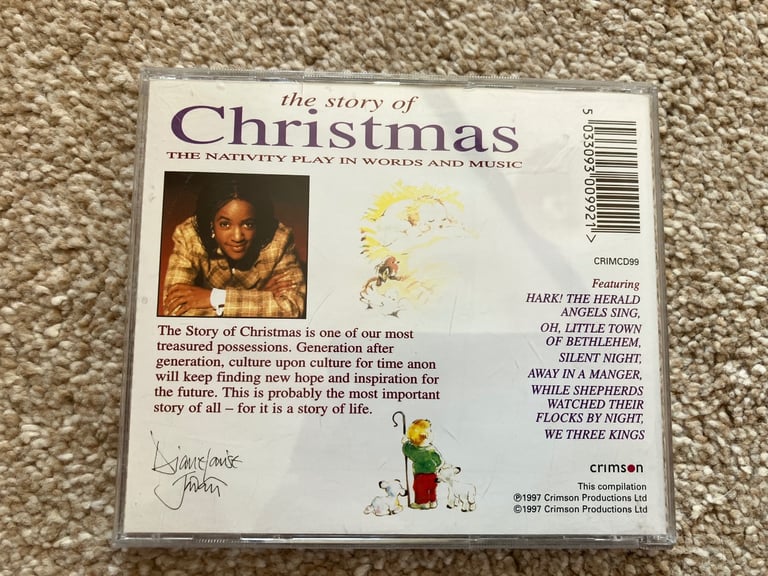 the story of
Christmas
THE NATIVITY PLAY IN WORDS AND MUSIC
5 033093 009921 >
CRIMCD99
Featuring
HARK! THE HERALD
ANGELS SING,
OH, LITTLE TOWN
OF BETHLEHEM,
SILENT NIGHT,
AWAY IN A MANGER,
WHILE SHEPHERDS
WATCHED THEIR
FLOCKS BY NIGHT,
WE THREE KINGS
The Story of Christmas is one of our most
treasured possessions. Generation after
generation, culture upon culture for time anon
will keep finding new hope and inspiration for
the future. This is probably the most important
story of all – for it is a story of life.
crimson
This compilation
℗1997 Crimson Productions Ltd
©1997 Crimson Productions Ltd